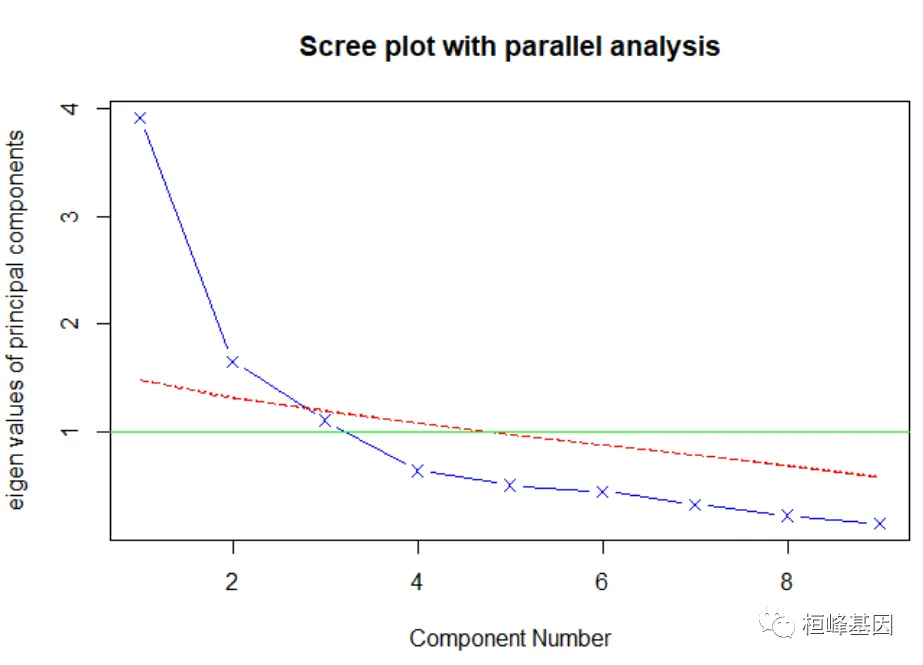 Scree plot with parallel analysis
eigen values of principal components
4
3
2
1
2 4 6 8
Component Number
桓峰基因